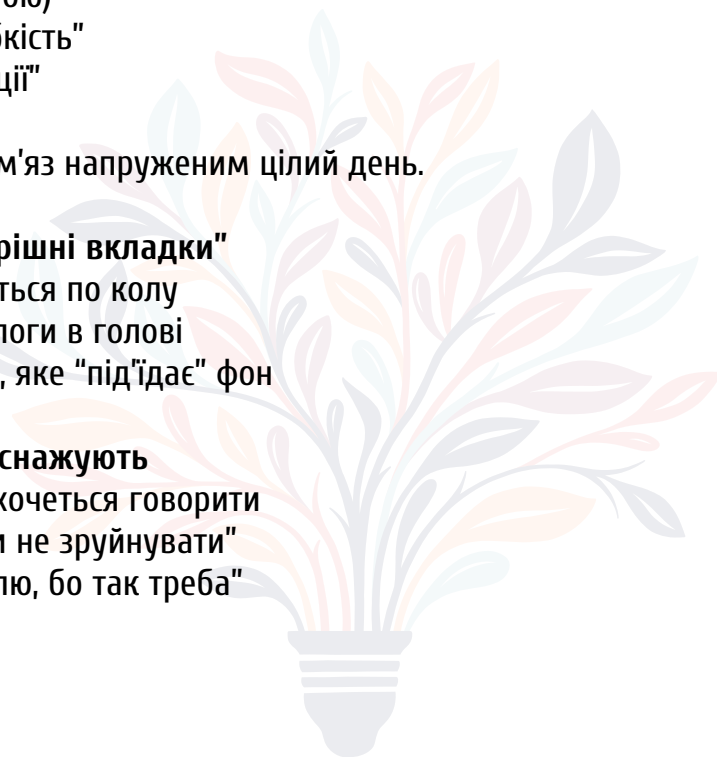 ою)
кість”
ції”
м’яз напруженим цілий день.
рішні вкладки”
ться по колу
логи в голові
, яке “під'їдає” фон
снажують
хочеться говорити
и не зруйнувати”
лю, бо так треба”